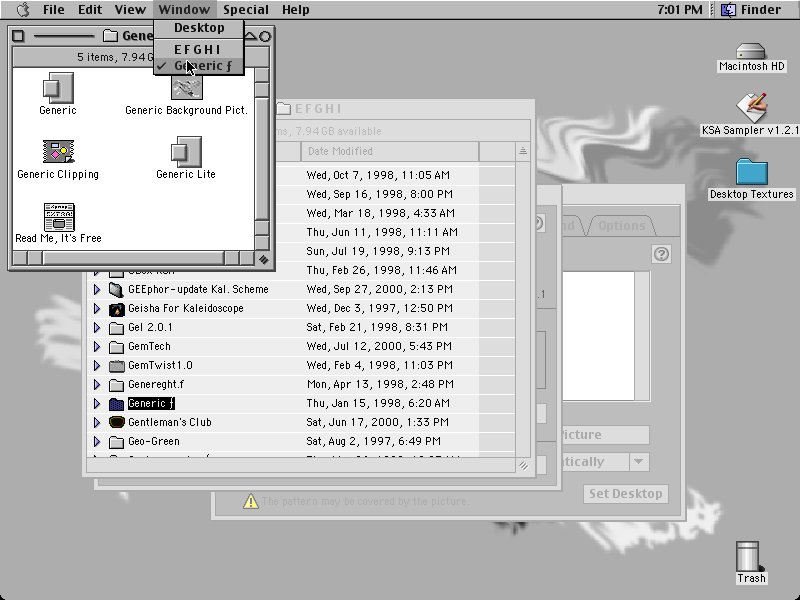 File Edit View Window Special Help 7:01 PM Finder
Desktop
E F G H I
✓ Generic ƒ
Gene
5 items, 7.94 G
Generic
Generic Background Pict.
Generic Clipping
Generic Lite
Read Me, It's Free
Macintosh HD
KSA Sampler v1.2.1
Desktop Textures
Trash
E F G H I
ms, 7.94 GB available
Date Modified
Wed, Oct 7, 1998, 11:05 AM
Wed, Sep 16, 1998, 8:00 PM
Wed, Mar 18, 1998, 4:33 AM
Thu, Jun 11, 1998, 11:11 AM
Sun, Jul 19, 1998, 9:13 PM
Thu, Feb 26, 1998, 11:46 AM
GEEphor-update Kal. Scheme Wed, Sep 27, 2000, 2:13 PM
Geisha For Kaleidoscope Wed, Dec 3, 1997, 12:50 PM
Gel 2.0.1 Sat, Feb 21, 1998, 8:31 PM
GemTech Wed, Jul 12, 2000, 5:43 PM
GemTwist1.0 Wed, Feb 4, 1998, 11:03 PM
Genereght.f Mon, Apr 13, 1998, 2:48 PM
Generic ƒ Thu, Jan 15, 1998, 6:20 AM
Gentleman's Club Sat, Jun 17, 2000, 1:33 PM
Geo-Green Sat, Aug 2, 1997, 6:49 PM
nd Options
?
.1
Picture
tically
Set Desktop
The pattern may be covered by the picture.